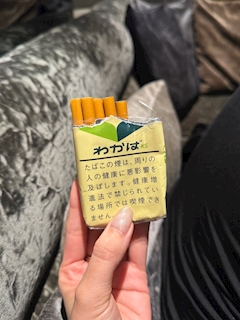 わかば
たばこの煙は、周りの
人の健康に悪影響を
及ぼします。健康増
進法で禁じられてい
る場所では喫煙でき
ません。